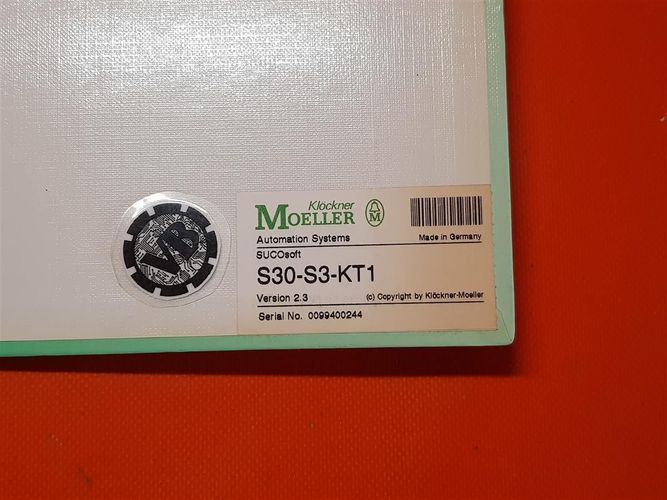 VB
Klöckner
MOELLER
M
Automation Systems
Made in Germany
SUCOsoft
S30-S3-KT1
Version 2.3
(c) Copyright by Klöckner-Moeller
Serial No. 0099400244